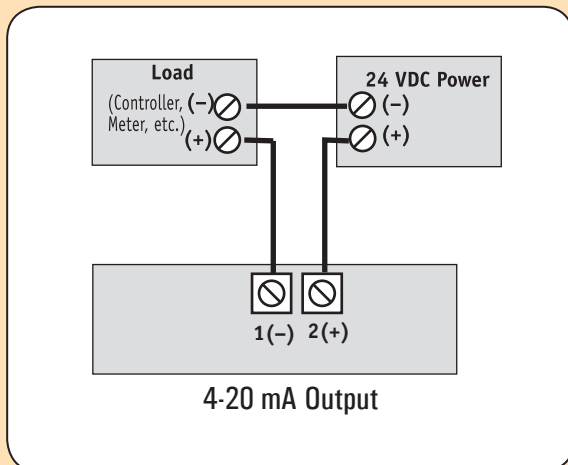 Load
(Controller, (–)
Meter, etc.)
(+)
24 VDC Power
(–)
(+)
1(–) 2(+)
4-20 mA Output